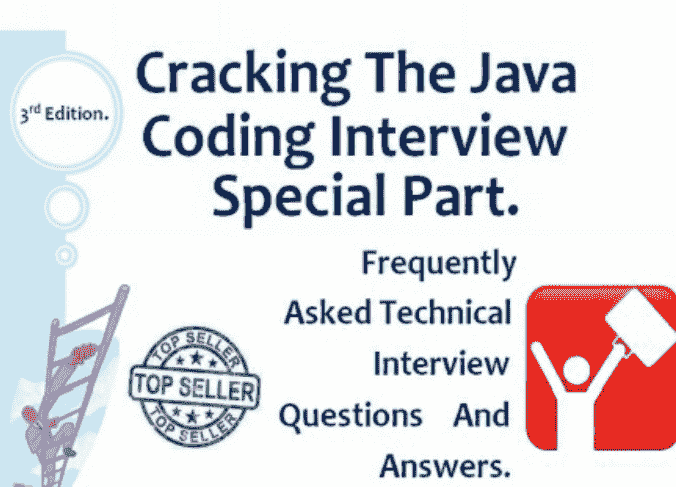 3rd Edition.
Cracking The Java
Coding Interview
Special Part.
Frequently
Asked Technical
Interview
Questions And
Answers.
TOP SELLER
TOP SELLER
TOP SELLER